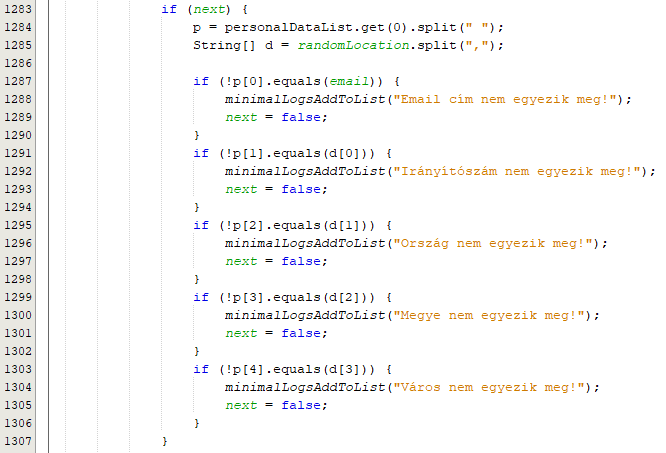 1283 if (next) {
1284 p = personalDataList.get(0).split(" ");
1285 String[] d = randomLocation.split(",");
1286
1287 if (!p[0].equals(email)) {
1288 minimalLogsAddToList("Email cím nem egyezik meg!");
1289 next = false;
1290 }
1291 if (!p[1].equals(d[0])) {
1292 minimalLogsAddToList("Irányítószám nem egyezik meg!");
1293 next = false;
1294 }
1295 if (!p[2].equals(d[1])) {
1296 minimalLogsAddToList("Ország nem egyezik meg!");
1297 next = false;
1298 }
1299 if (!p[3].equals(d[2])) {
1300 minimalLogsAddToList("Megye nem egyezik meg!");
1301 next = false;
1302 }
1303 if (!p[4].equals(d[3])) {
1304 minimalLogsAddToList("Város nem egyezik meg!");
1305 next = false;
1306 }
1307 }